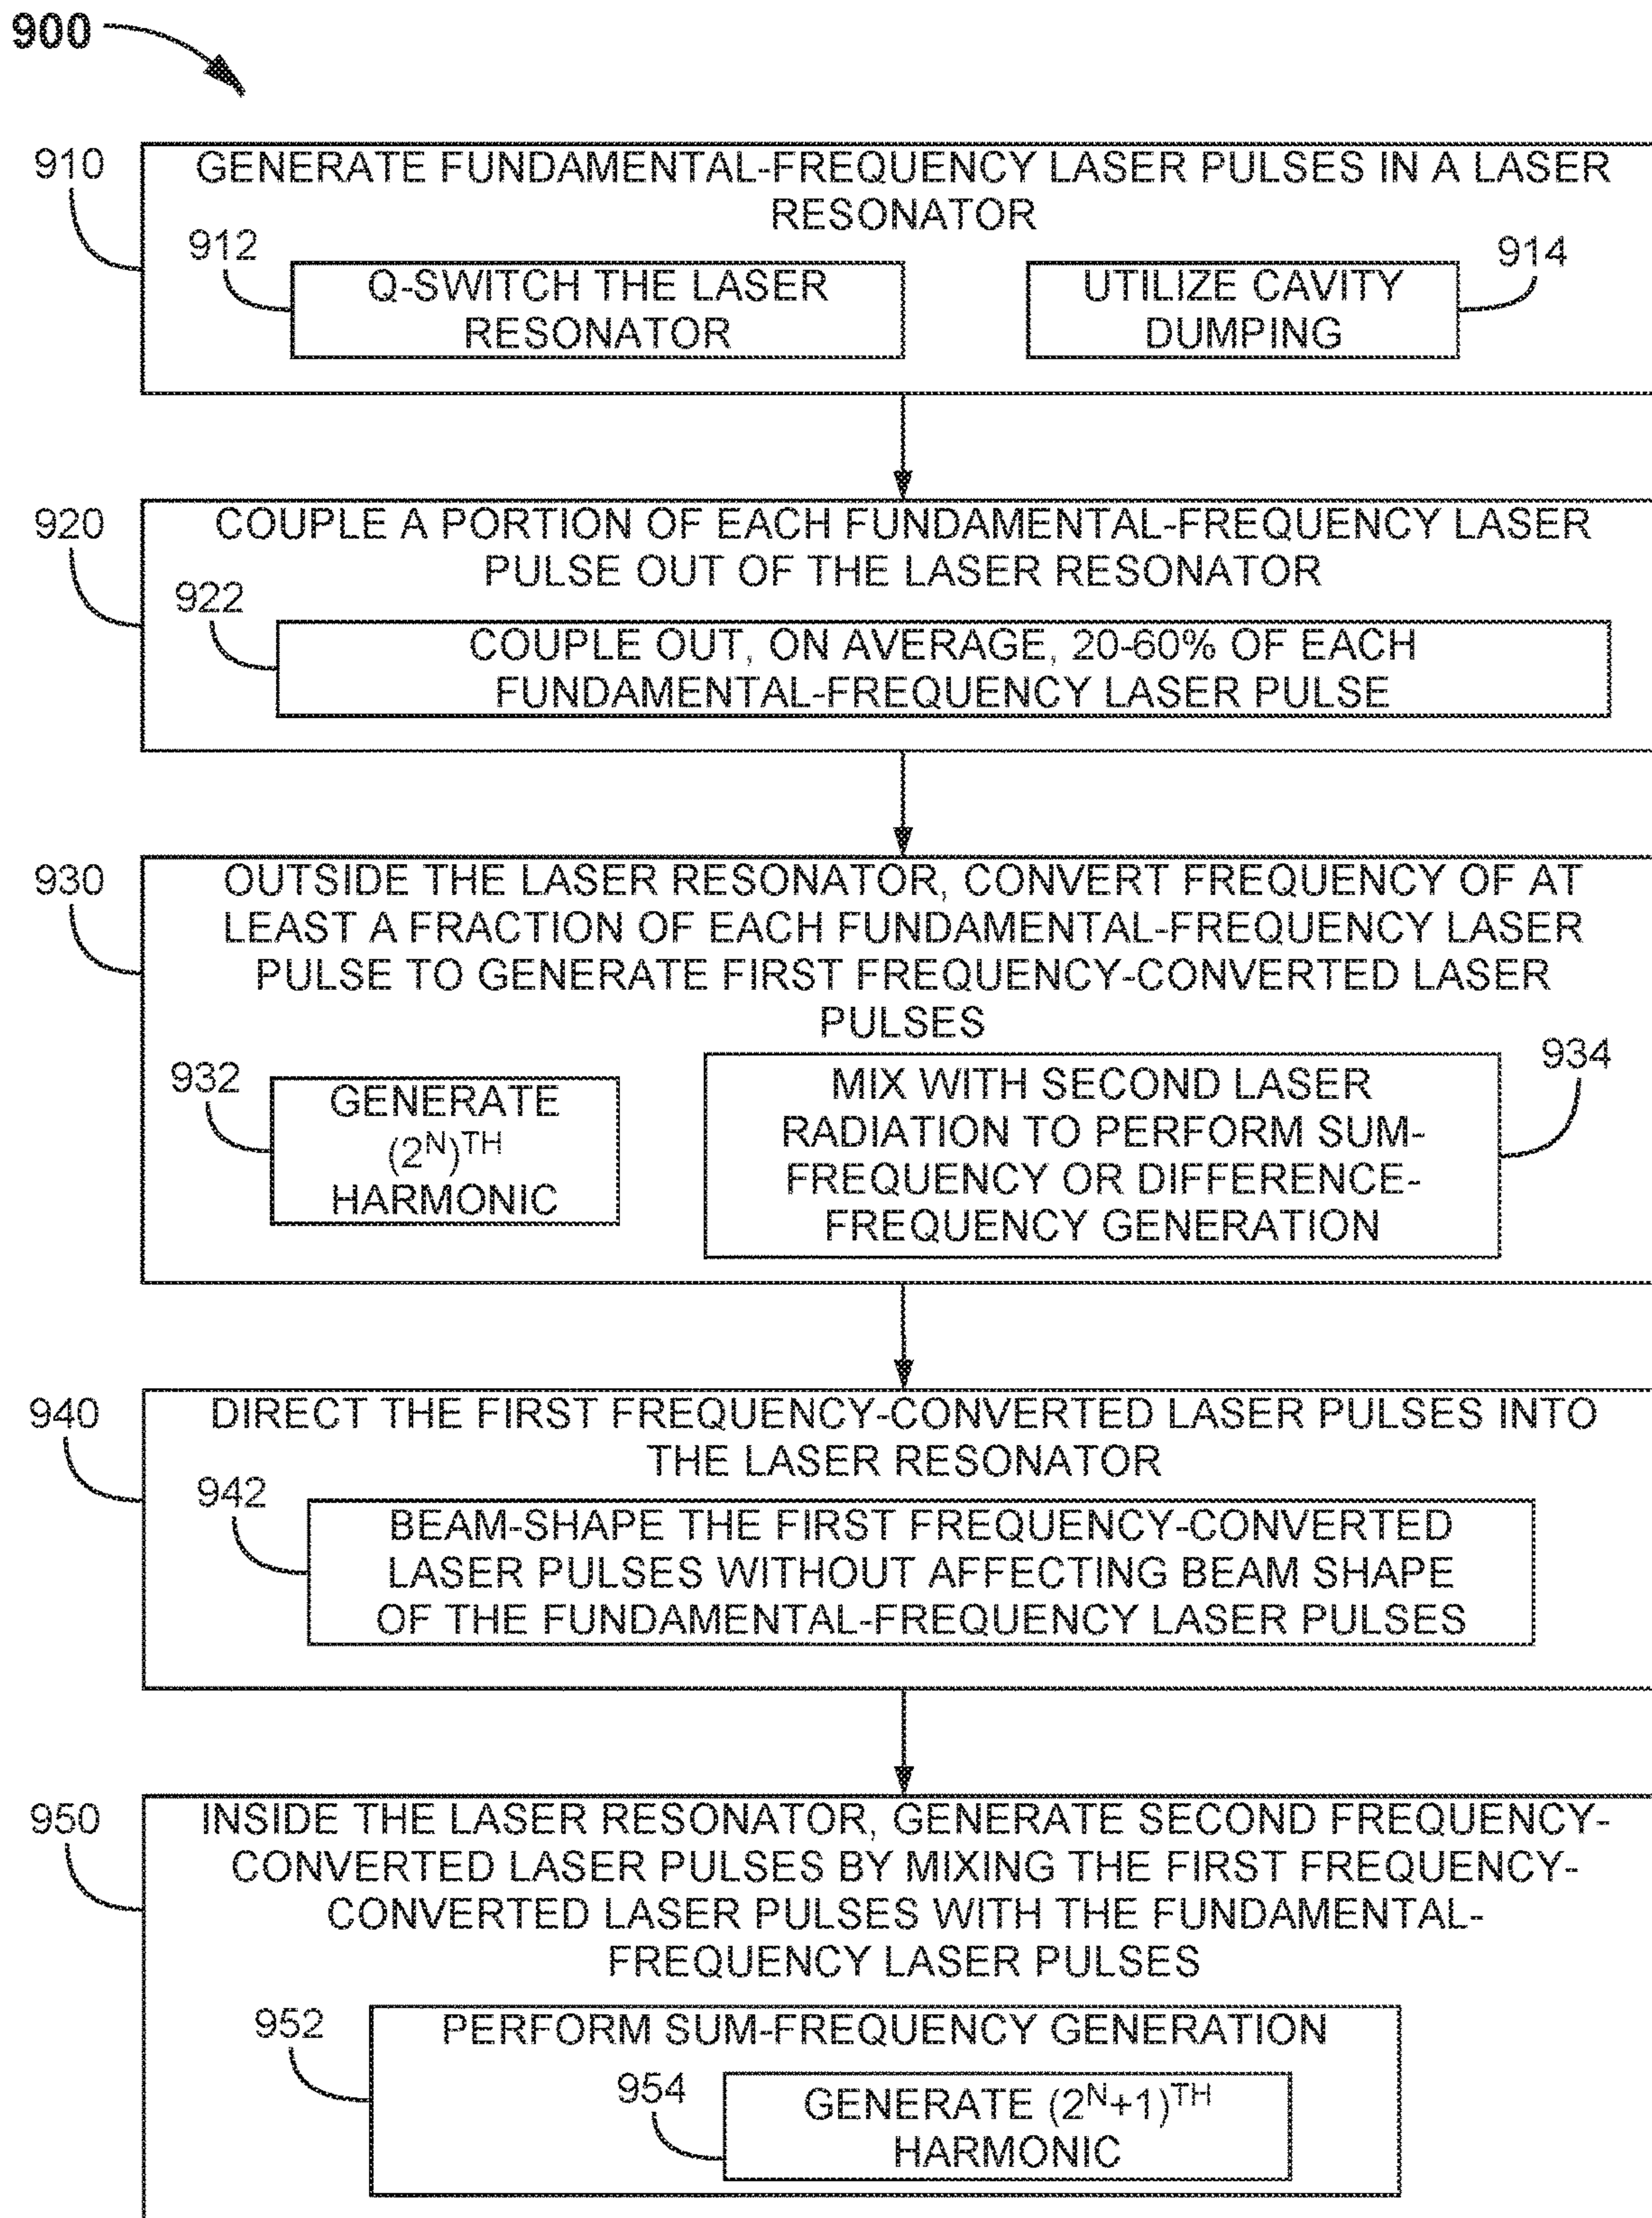 900
910
GENERATE FUNDAMENTAL-FREQUENCY LASER PULSES IN A LASER
RESONATOR
912
Q-SWITCH THE LASER
RESONATOR
914
UTILIZE CAVITY
DUMPING
920
COUPLE A PORTION OF EACH FUNDAMENTAL-FREQUENCY LASER
PULSE OUT OF THE LASER RESONATOR
922
COUPLE OUT, ON AVERAGE, 20-60% OF EACH
FUNDAMENTAL-FREQUENCY LASER PULSE
930
OUTSIDE THE LASER RESONATOR, CONVERT FREQUENCY OF AT
LEAST A FRACTION OF EACH FUNDAMENTAL-FREQUENCY LASER
PULSE TO GENERATE FIRST FREQUENCY-CONVERTED LASER
PULSES
932
GENERATE
(2^N)^TH
HARMONIC
934
MIX WITH SECOND LASER
RADIATION TO PERFORM SUM-
FREQUENCY OR DIFFERENCE-
FREQUENCY GENERATION
940
DIRECT THE FIRST FREQUENCY-CONVERTED LASER PULSES INTO
THE LASER RESONATOR
942
BEAM-SHAPE THE FIRST FREQUENCY-CONVERTED
LASER PULSES WITHOUT AFFECTING BEAM SHAPE
OF THE FUNDAMENTAL-FREQUENCY LASER PULSES
950
INSIDE THE LASER RESONATOR, GENERATE SECOND FREQUENCY-
CONVERTED LASER PULSES BY MIXING THE FIRST FREQUENCY-
CONVERTED LASER PULSES WITH THE FUNDAMENTAL-
FREQUENCY LASER PULSES
952
PERFORM SUM-FREQUENCY GENERATION
954
GENERATE (2^N+1)^TH
HARMONIC